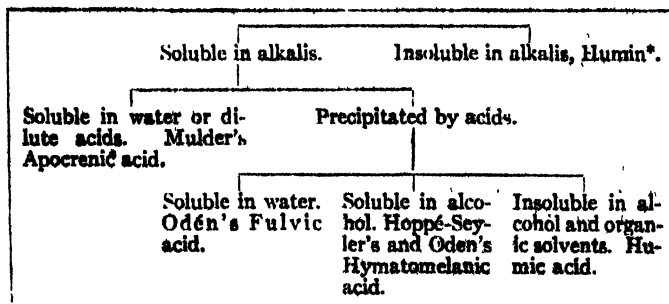 Soluble in alkalis. Insoluble in alkalis, Humin*.
Soluble in water or di-
lute acids. Mulder's
Apocrenic acid.
Precipitated by acids.
Soluble in water.
Odén's Fulvic
acid.
Soluble in alco-
hol. Hoppé-Sey-
ler's and Oden's
Hymatomelanic
acid.
Insoluble in al-
cohol and organ-
ic solvents. Hu-
mic acid.